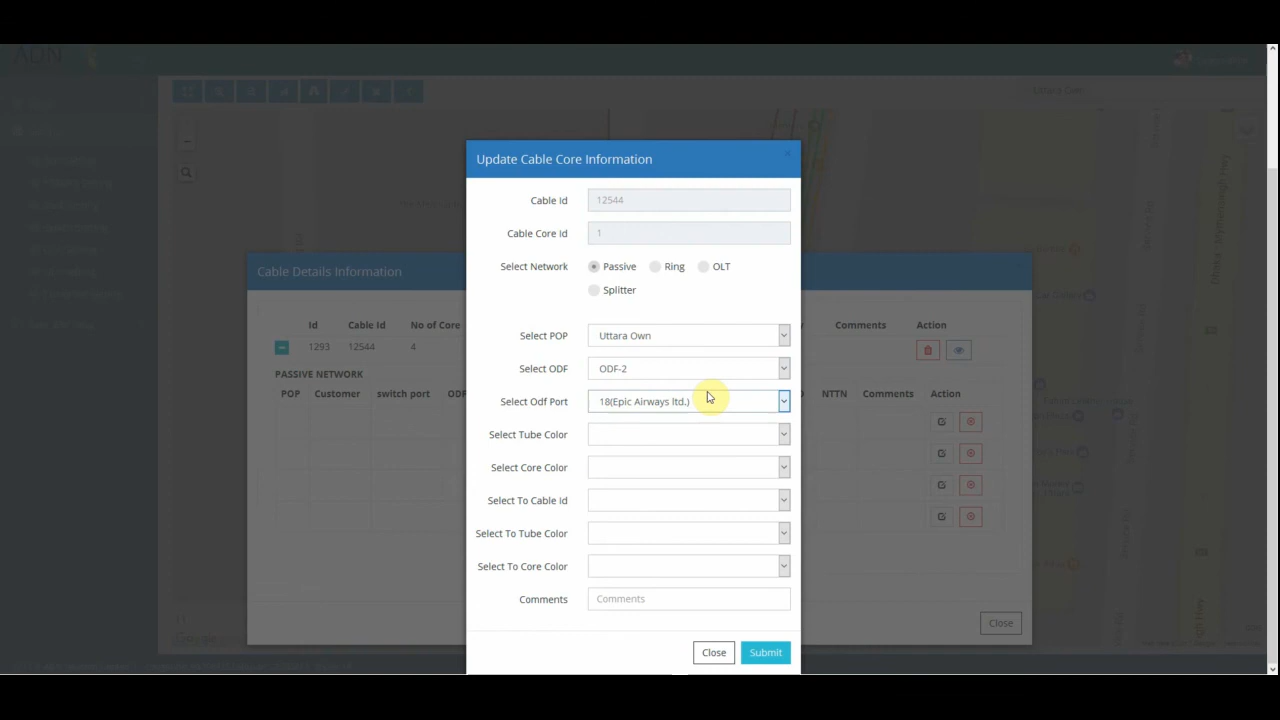 ADN
Uttara Own
Update Cable Core Information
Cable Id 12544
Cable Core Id 1
Select Network Passive Ring OLT
Splitter
Cable Details Information
Id Cable Id No of Core Comments Action
1293 12544 4
PASSIVE NETWORK
POP Customer switch port NTTN Comments Action
Select POP Uttara Own
Select ODF ODF-2
Select Odf Port 18(Epic Airways ltd.)
Select Tube Color
Select Core Color
Select To Cable Id
Select To Tube Color
Select To Core Color
Comments Comments
Close
Close Submit